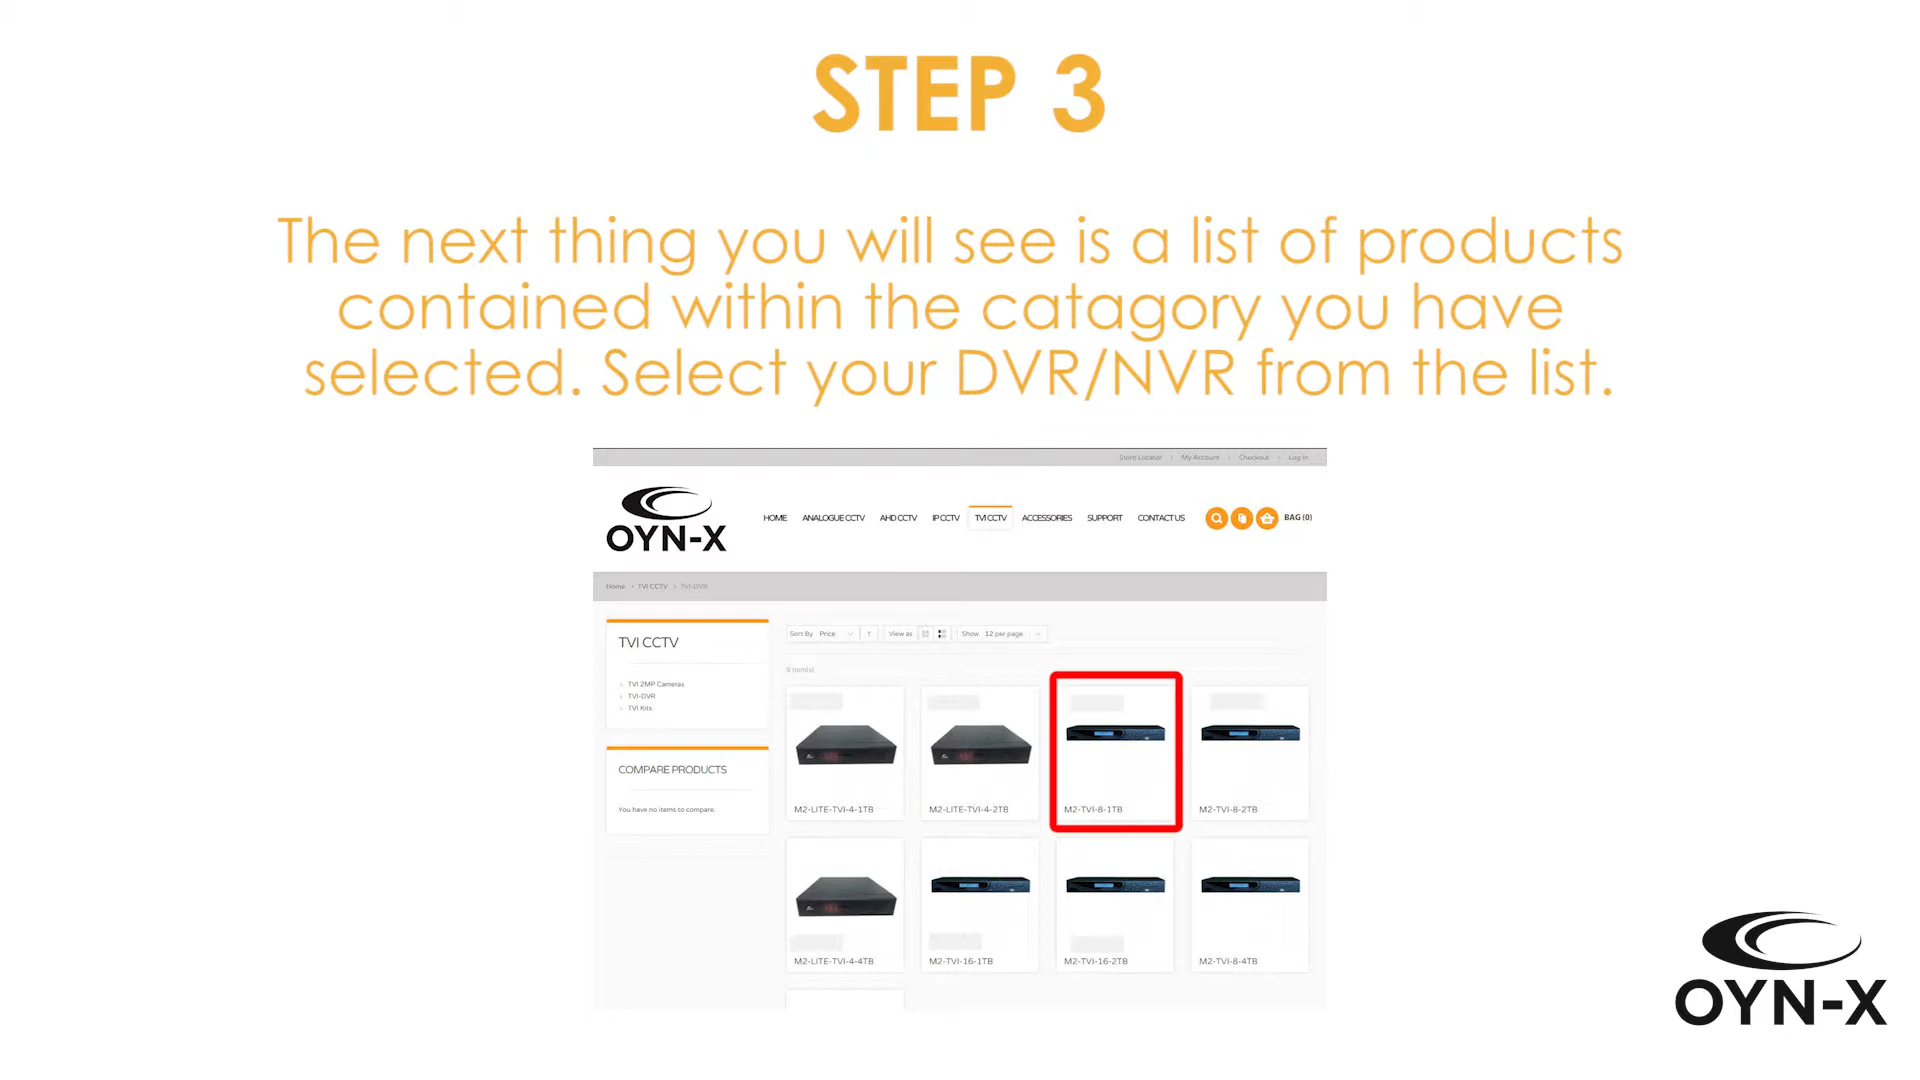 STEP 3
The next thing you will see is a list of products
contained within the catagory you have
selected. Select your DVR/NVR from the list.
Store Locator My Account Checkout Log In
OYN-X
HOME ANALOGUE CCTV AHD CCTV IP CCTV TVI CCTV ACCESSORIES SUPPORT CONTACT US BAG (0)
Home › TVI CCTV › TVI-DVR
TVI CCTV
› TVI 2MP Cameras
› TVI-DVR
› TVI Kits
COMPARE PRODUCTS
You have no items to compare.
Sort By Price View as Show 12 per page
9 Item(s)
M2-LITE-TVI-4-1TB M2-LITE-TVI-4-2TB M2-TVI-8-1TB M2-TVI-8-2TB
M2-LITE-TVI-4-4TB M2-TVI-16-1TB M2-TVI-16-2TB M2-TVI-8-4TB
OYN-X